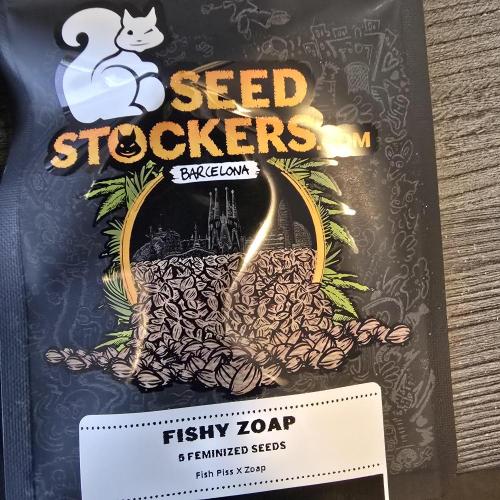 SEED
STOCKERS.COM
BARCELONA
FISHY ZOAP
5 FEMINIZED SEEDS
Fish Piss X Zoap